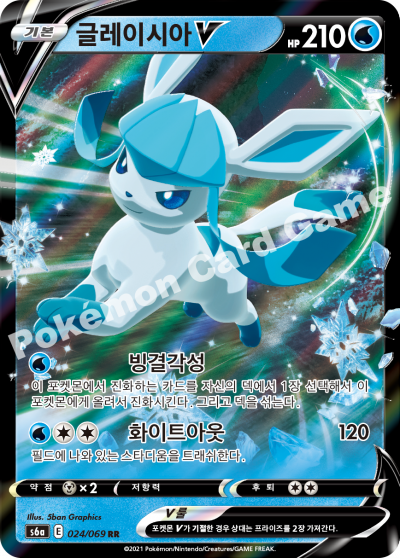 기본 글레이시아 V HP 210
Pokémon Card Game
빙결각성
이 포켓몬에서 진화하는 카드를 자신의 덱에서 1장 선택해서 이
포켓몬에게 올려서 진화시킨다. 그리고 덱을 섞는다.
화이트아웃 120
필드에 나와 있는 스타디움을 트래쉬한다.
약점 ×2 저항력 후퇴
Illus. 5ban Graphics
V룰
s6a E 024/069 RR
포켓몬 V가 기절한 경우 상대는 프라이즈를 2장 가져간다.
©2021 Pokémon/Nintendo/Creatures/GAME FREAK.